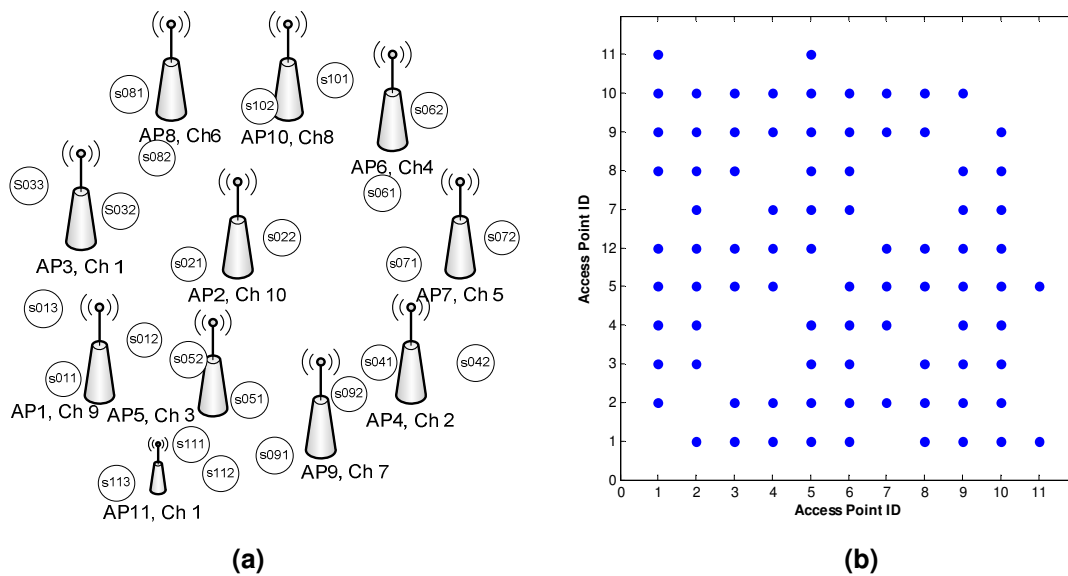 s081
AP8, Ch6
s082
s101
s102
AP10, Ch8
s062
AP6, Ch4
s061
S033
S032
AP3, Ch 1
s022
s021
AP2, Ch 10
s072
s071
AP7, Ch 5
s013
s012
s011
AP1, Ch 9
s052
s051
AP5, Ch 3
s092
s091
AP9, Ch 7
s041
s042
AP4, Ch 2
s111
s112
s113
AP11, Ch 1
(a)
Access Point ID
11
10
9
8
7
12
5
4
3
2
1
0
0 1 2 3 4 5 6 7 8 9 10 11
Access Point ID
(b)